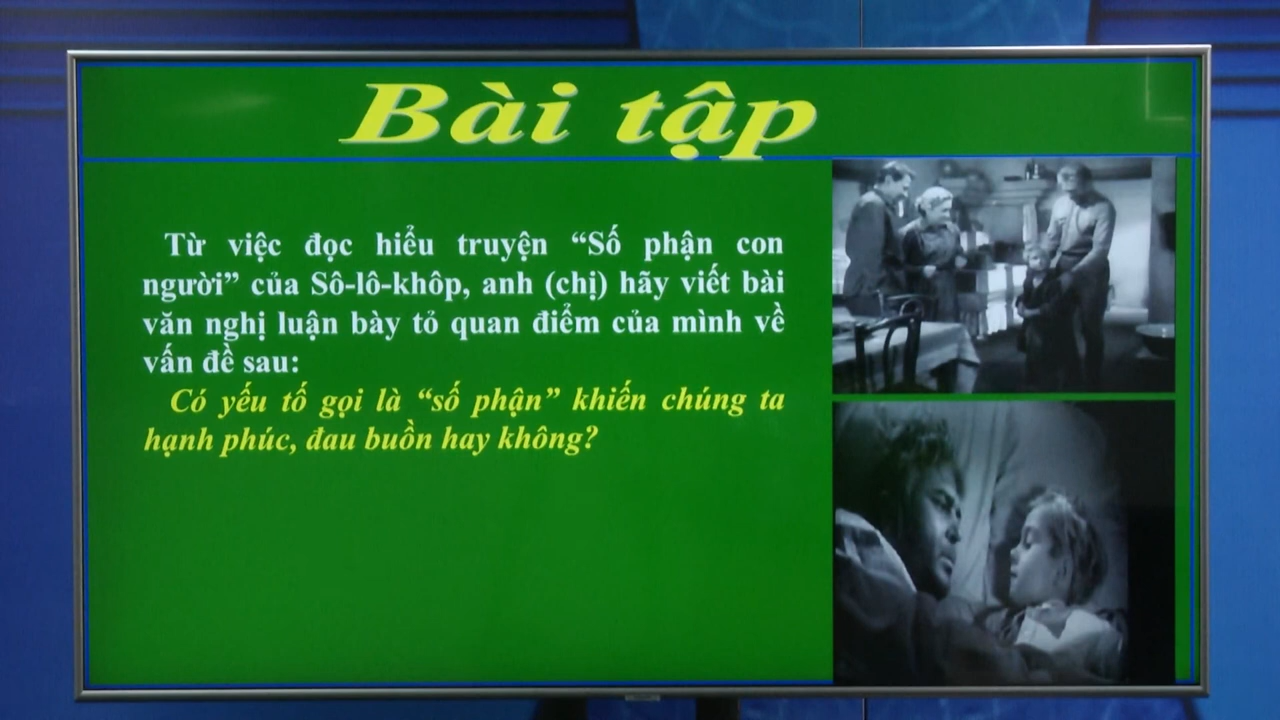 Bài tập
Từ việc đọc hiểu truyện “Số phận con
người” của Sô-lô-khôp, anh (chị) hãy viết bài
văn nghị luận bày tỏ quan điểm của mình về
vấn đề sau:
Có yếu tố gọi là “số phận” khiến chúng ta
hạnh phúc, đau buồn hay không?